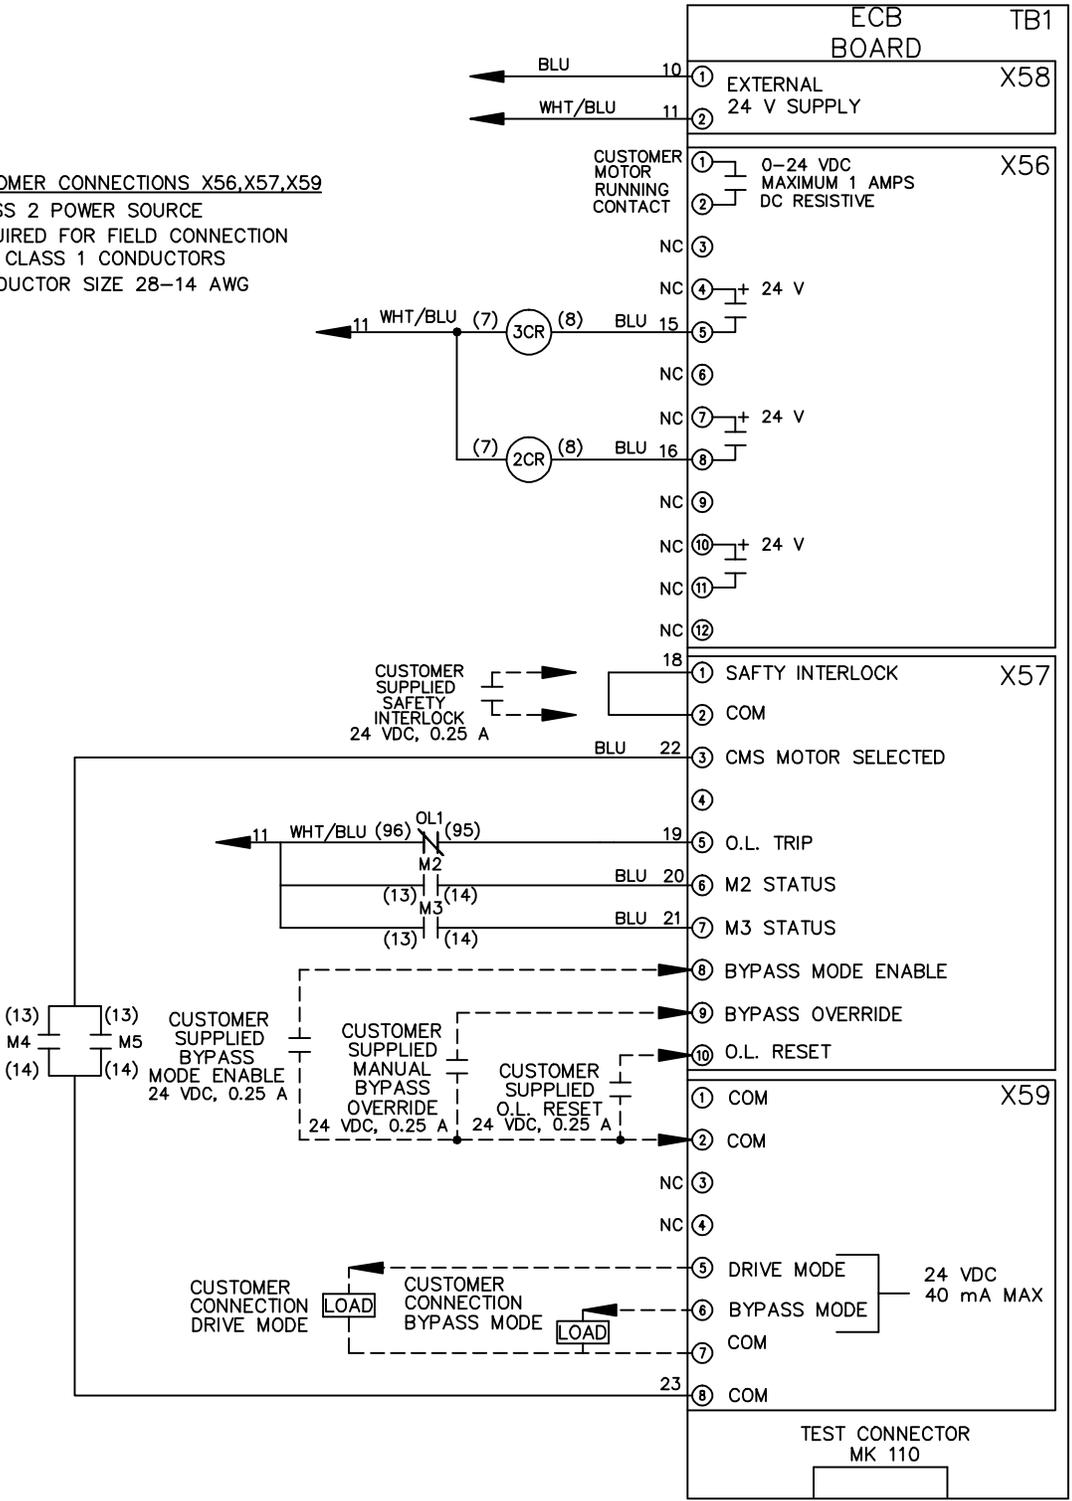 ECB
BOARD
TB1
BLU 10 1 EXTERNAL X58
WHT/BLU 11 2 24 V SUPPLY
OMER CONNECTIONS X56,X57,X59
SS 2 POWER SOURCE
UIRED FOR FIELD CONNECTION
CLASS 1 CONDUCTORS
DUCTOR SIZE 28-14 AWG
CUSTOMER
MOTOR
RUNNING
CONTACT
1 0-24 VDC X56
MAXIMUM 1 AMPS
2 DC RESISTIVE
NC 3
NC 4 + 24 V
11 WHT/BLU (7) 3CR (8) BLU 15 5
NC 6
NC 7 + 24 V
(7) 2CR (8) BLU 16 8
NC 9
NC 10 + 24 V
NC 11
NC 12
CUSTOMER
SUPPLIED
SAFETY
INTERLOCK
24 VDC, 0.25 A
18 1 SAFTY INTERLOCK X57
2 COM
BLU 22 3 CMS MOTOR SELECTED
4
OL1
11 WHT/BLU (96) (95) 19 5 O.L. TRIP
M2
(13) (14) BLU 20 6 M2 STATUS
M3
(13) (14) BLU 21 7 M3 STATUS
8 BYPASS MODE ENABLE
9 BYPASS OVERRIDE
10 O.L. RESET
(13) (13)
M4 M5
(14) (14)
CUSTOMER
SUPPLIED
BYPASS
MODE ENABLE
24 VDC, 0.25 A
CUSTOMER
SUPPLIED
MANUAL
BYPASS
OVERRIDE
24 VDC, 0.25 A
CUSTOMER
SUPPLIED
O.L. RESET
24 VDC, 0.25 A
1 COM X59
2 COM
NC 3
NC 4
5 DRIVE MODE
6 BYPASS MODE
24 VDC
40 mA MAX
7 COM
CUSTOMER
CONNECTION
DRIVE MODE
LOAD
CUSTOMER
CONNECTION
BYPASS MODE
LOAD
23 8 COM
TEST CONNECTOR
MK 110